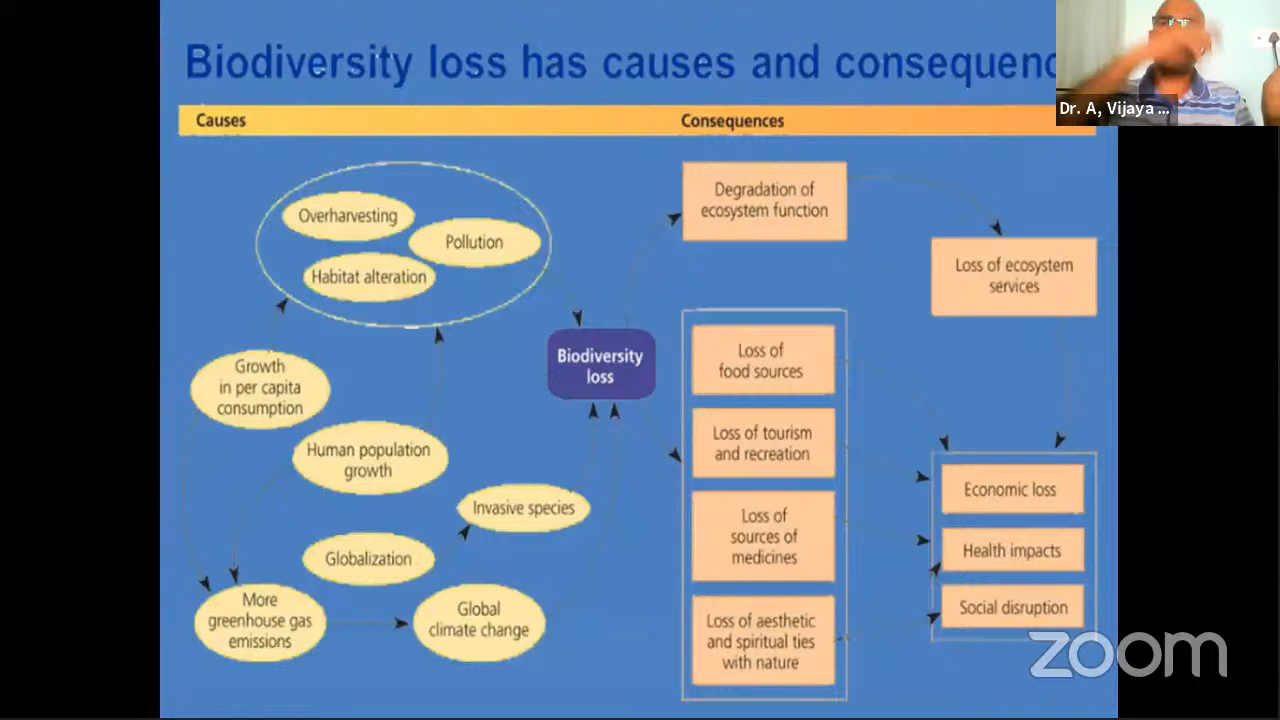 Biodiversity loss has causes and consequenc
Dr. A, Vijaya ...
Causes
Consequences
Overharvesting
Pollution
Habitat alteration
Growth
in per capita
consumption
Human population
growth
Invasive species
Globalization
More
greenhouse gas
emissions
Global
climate change
Biodiversity
loss
Degradation of
ecosystem function
Loss of
food sources
Loss of tourism
and recreation
Loss of
sources of
medicines
Loss of aesthetic
and spiritual ties
with nature
Loss of ecosystem
services
Economic loss
Health impacts
Social disruption
zoom